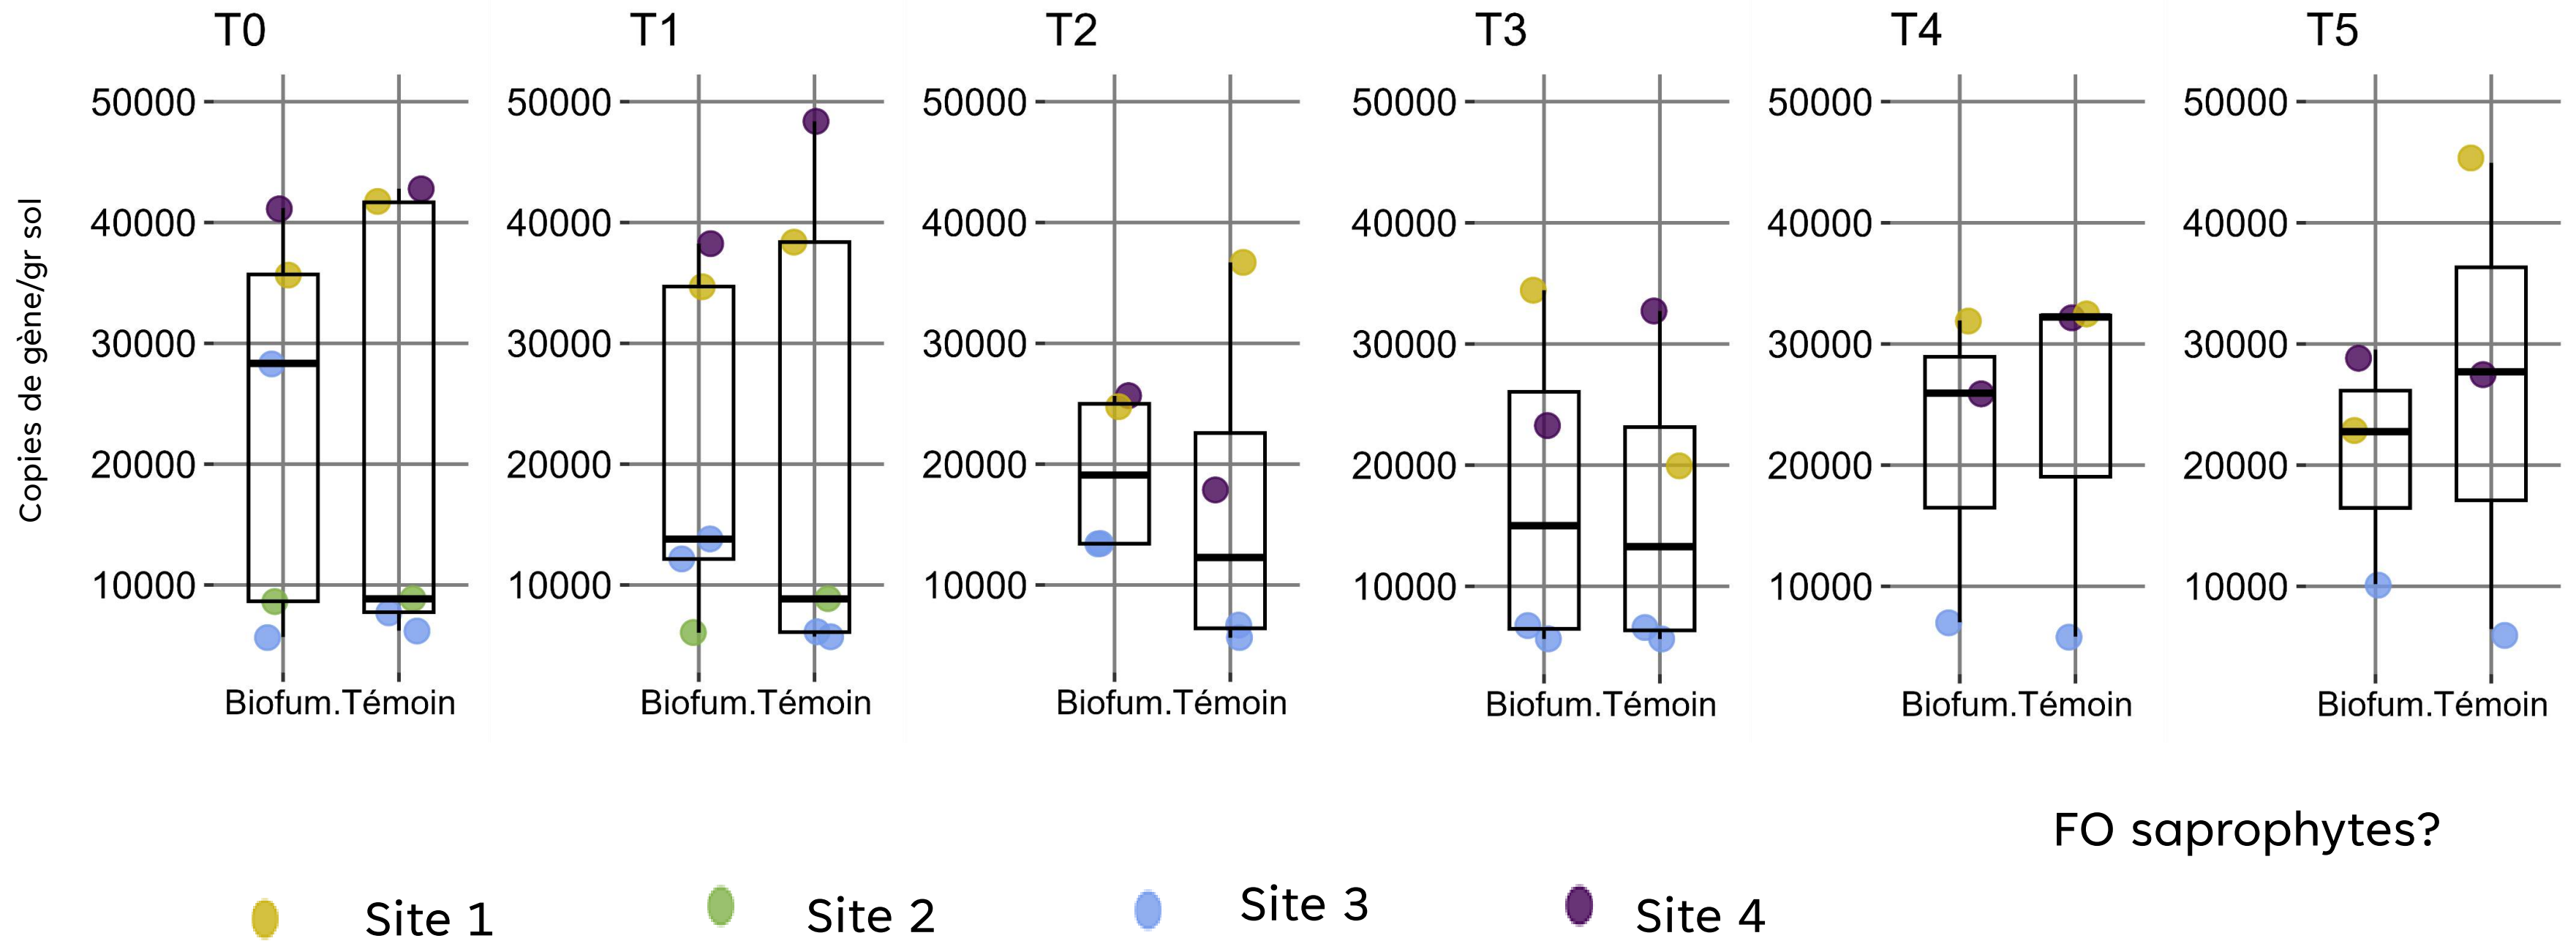 T0 T1 T2 T3 T4 T5
50000 50000 50000 50000 50000 50000
40000 40000 40000 40000 40000 40000
30000 30000 30000 30000 30000 30000
20000 20000 20000 20000 20000 20000
10000 10000 10000 10000 10000 10000
Copies de gène/gr sol
Biofum. Témoin Biofum. Témoin Biofum. Témoin Biofum. Témoin Biofum. Témoin Biofum. Témoin
FO saprophytes?
Site 1 Site 2 Site 3 Site 4